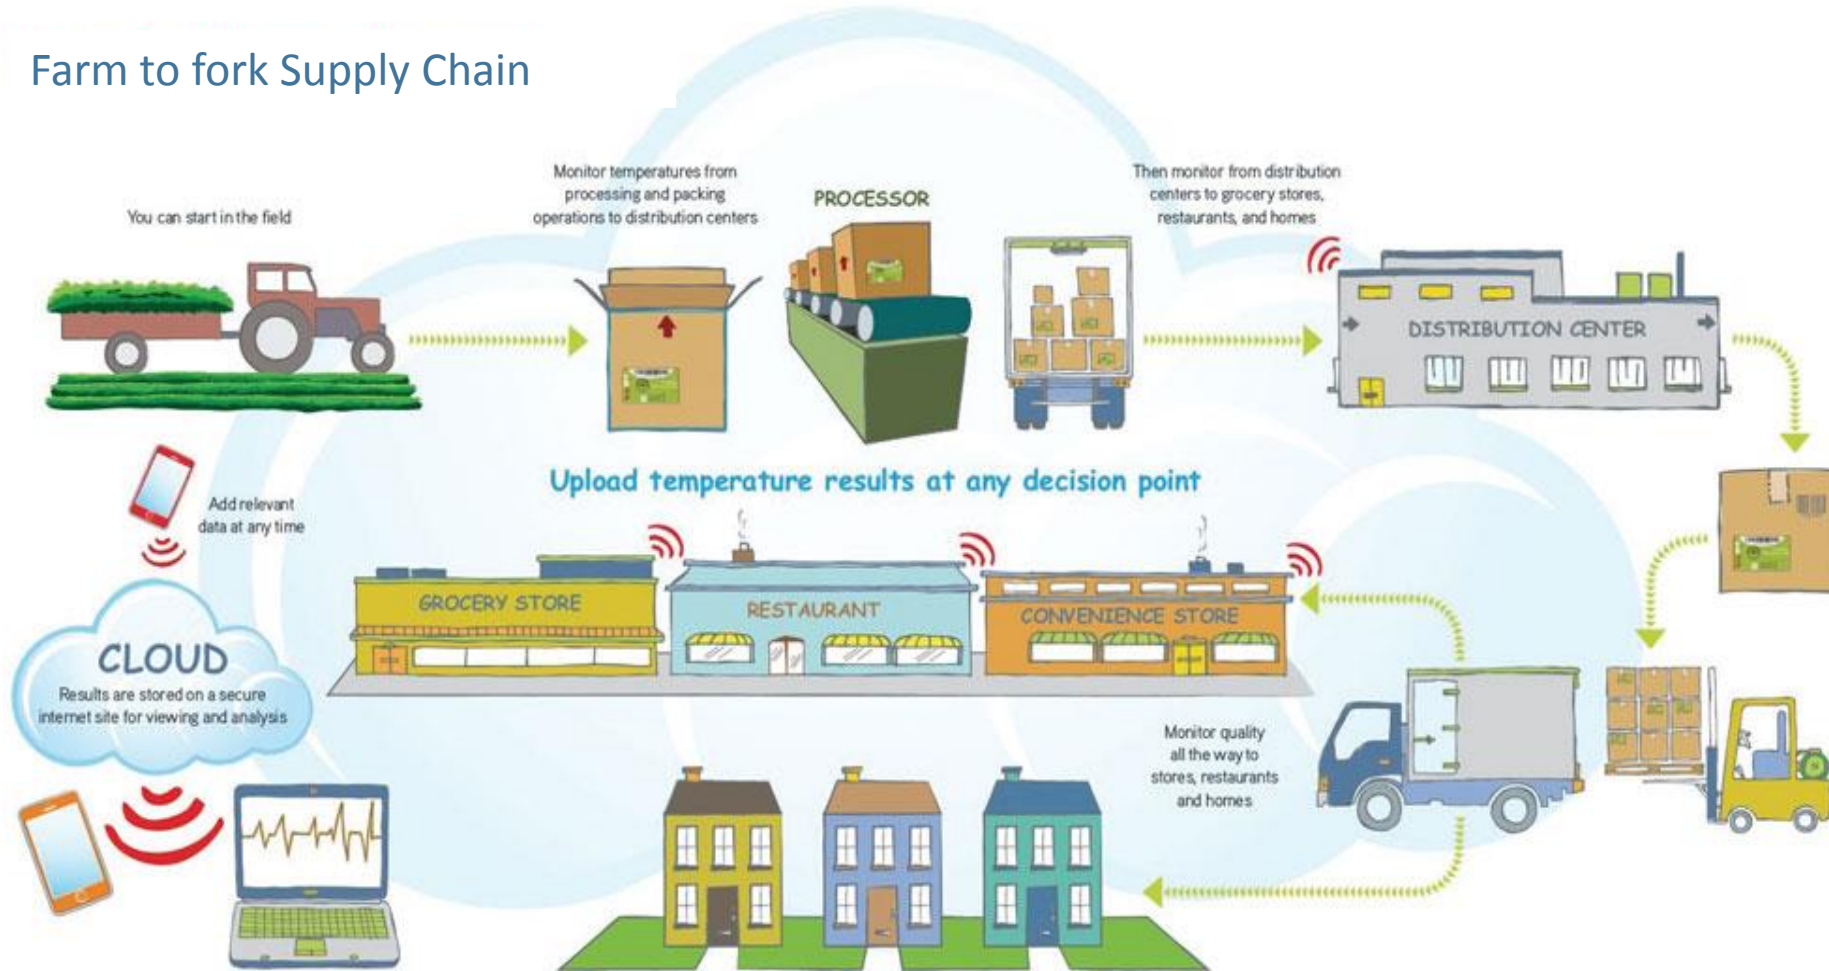 Farm to fork Supply Chain
You can start in the field
Monitor temperatures from
processing and packing
operations to distribution centers
PROCESSOR
Then monitor from distribution
centers to grocery stores,
restaurants, and homes
DISTRIBUTION CENTER
Upload temperature results at any decision point
Add relevant
data at any time
GROCERY STORE
RESTAURANT
CONVENIENCE STORE
CLOUD
Results are stored on a secure
internet site for viewing and analysis
Monitor quality
all the way to
stores, restaurants
and homes